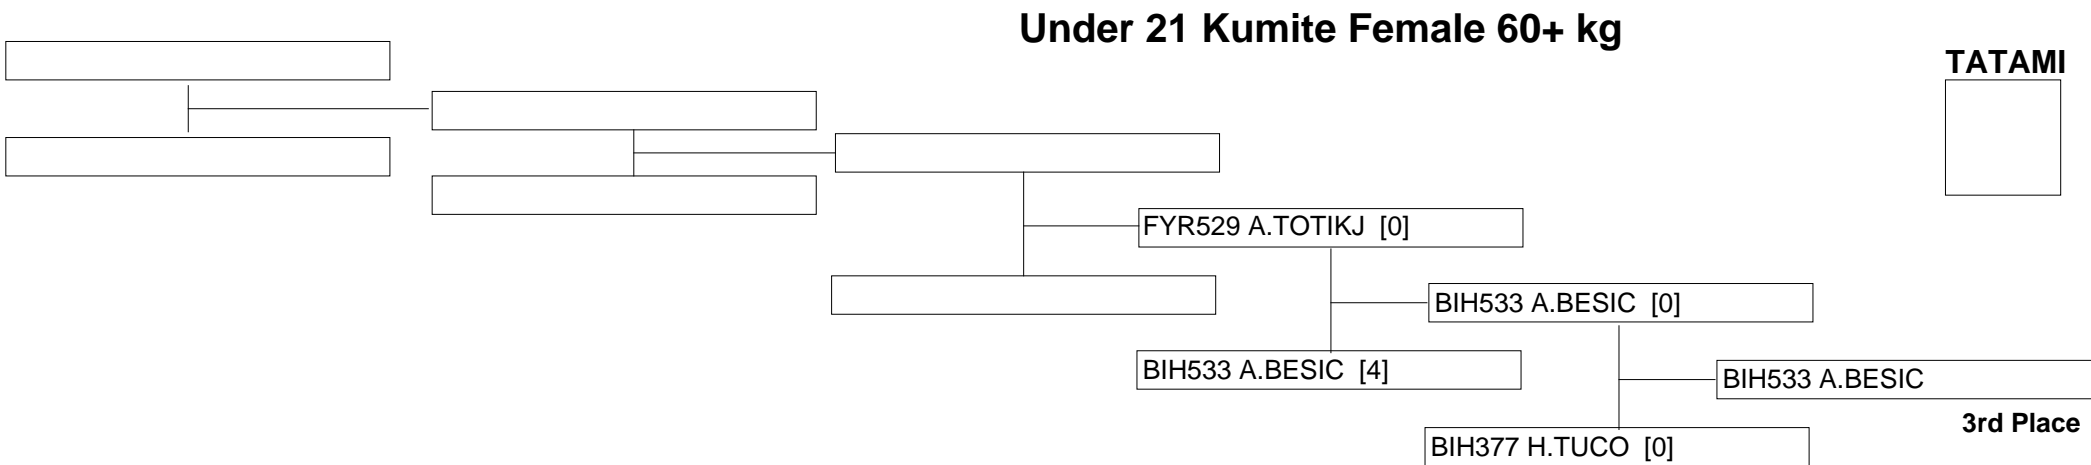 Under 21 Kumite Female 60+ kg
TATAMI
FYR529 A.TOTIKJ [0]
BIH533 A.BESIC [0]
BIH533 A.BESIC [4]
BIH533 A.BESIC
3rd Place
BIH377 H.TUCO [0]